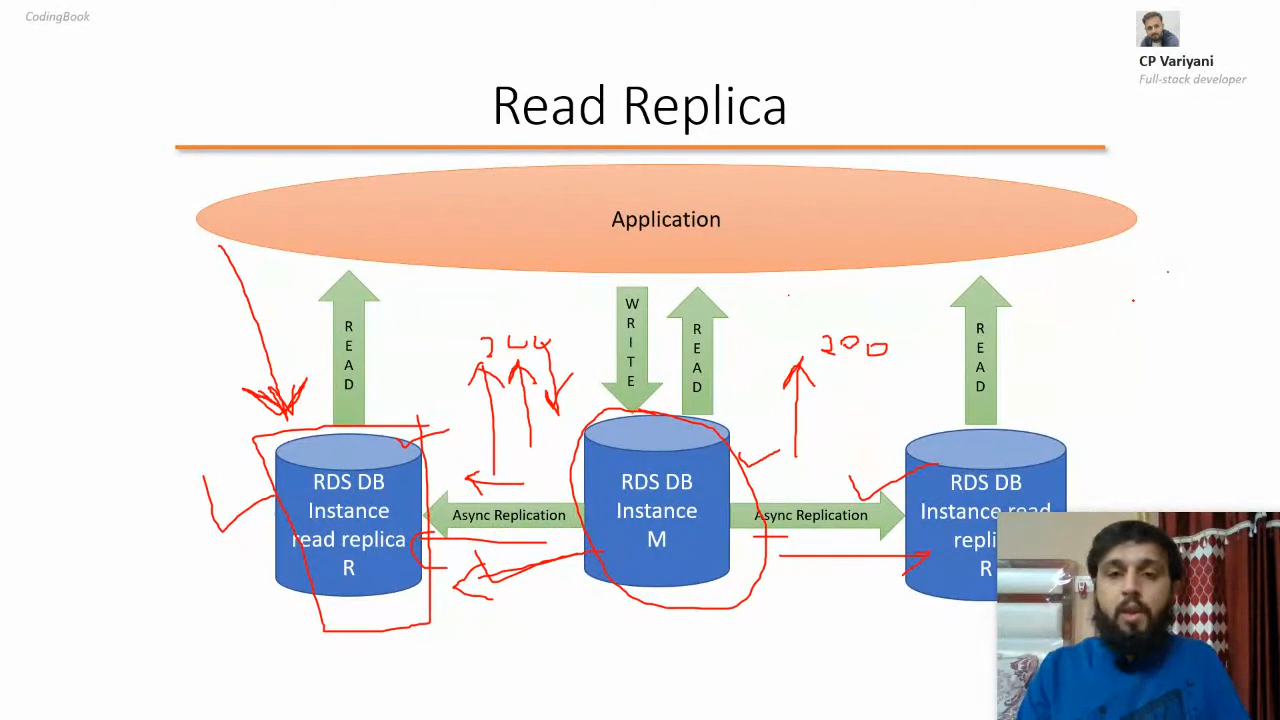 CodingBook
CP Variyani
Full-stack developer
Read Replica
Application
READ
WRITE
READ
READ
200
RDS DB
Instance
read replica
R
Async Replication
RDS DB
Instance
M
Async Replication
RDS DB
Instance read
repli
R